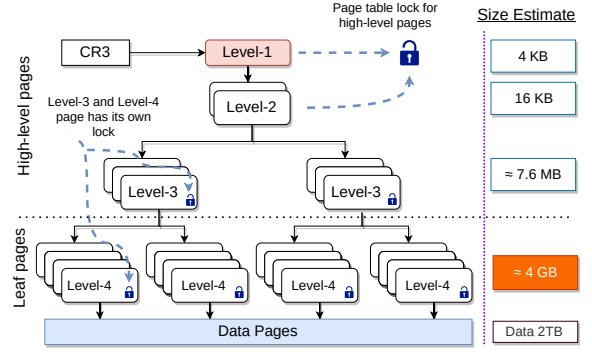 Page table lock for
high-level pages
Size Estimate
CR3
Level-1
4 KB
High-level pages
Level-2
16 KB
Level-3 and Level-4
page has its own
lock
Level-3
Level-3
≈ 7.6 MB
Leaf pages
Level-4
Level-4
Level-4
Level-4
≈ 4 GB
Data Pages
Data 2TB